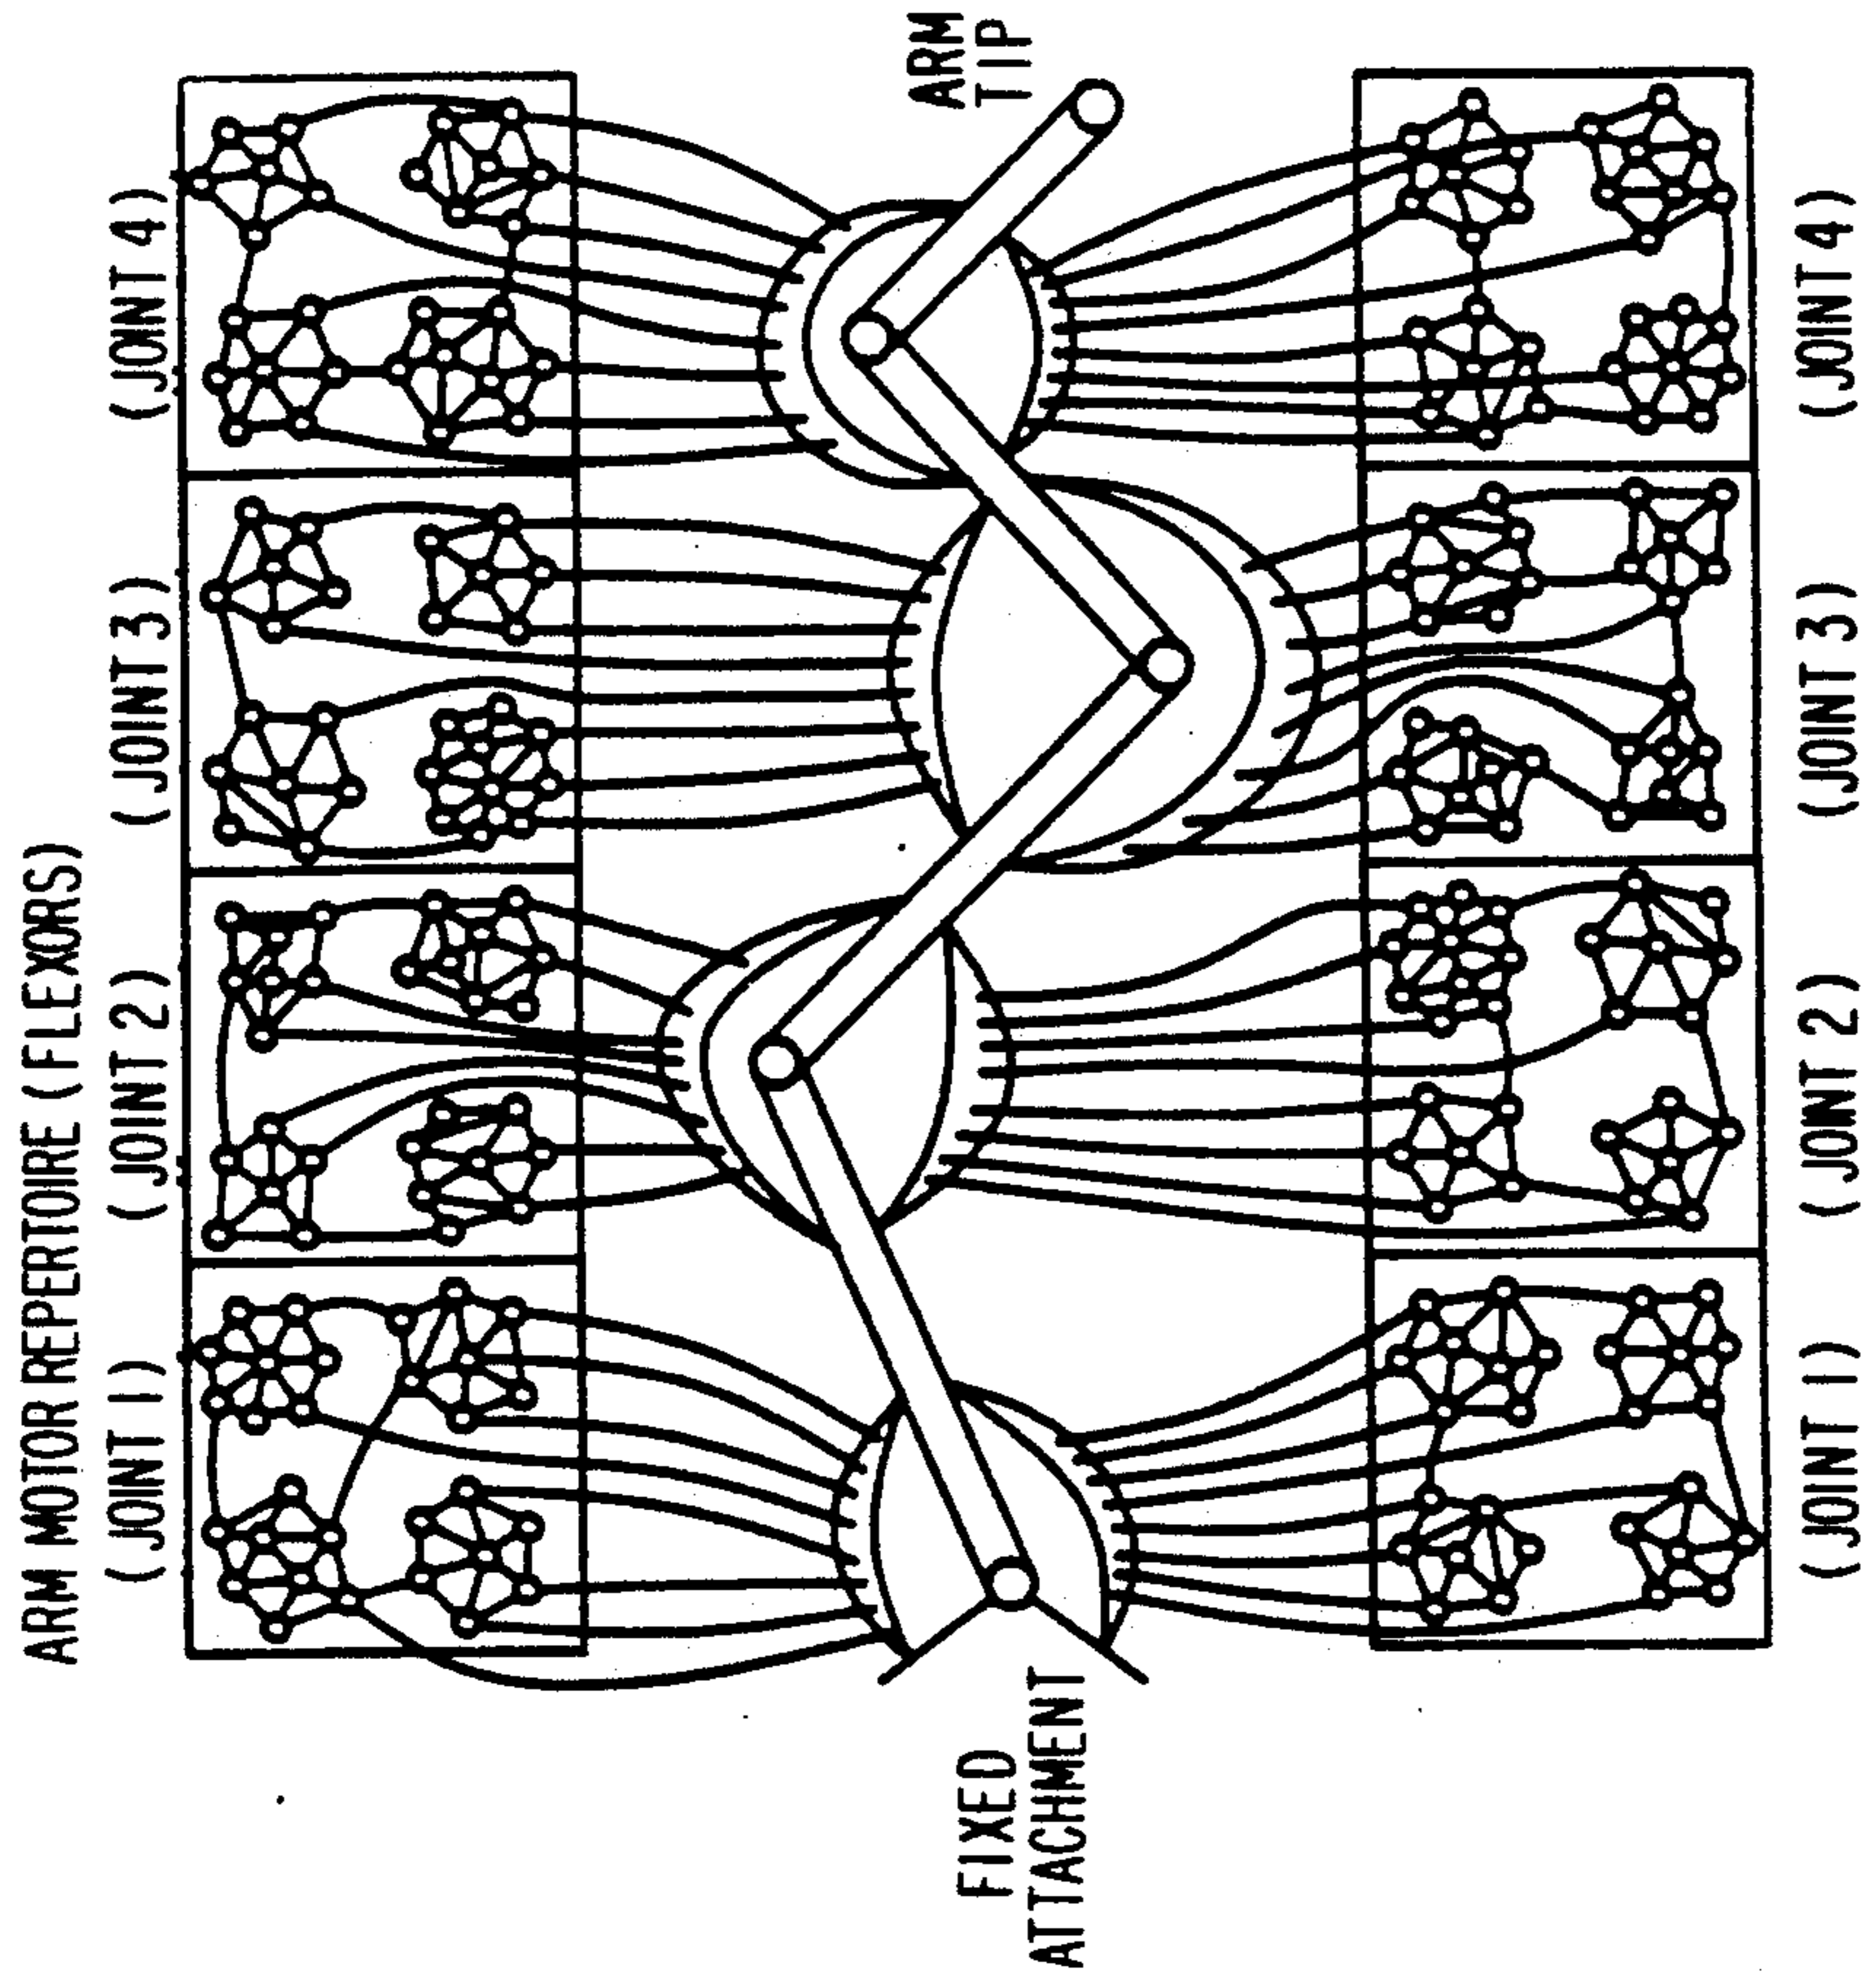 ARM MOTOR REPERTOIRE (FLEXORS)
(JOINT 1) (JOINT 2) (JOINT 3) (JOINT 4)
FIXED
ATTACHMENT
ARM
TIP
(JOINT 1) (JOINT 2) (JOINT 3) (JOINT 4)